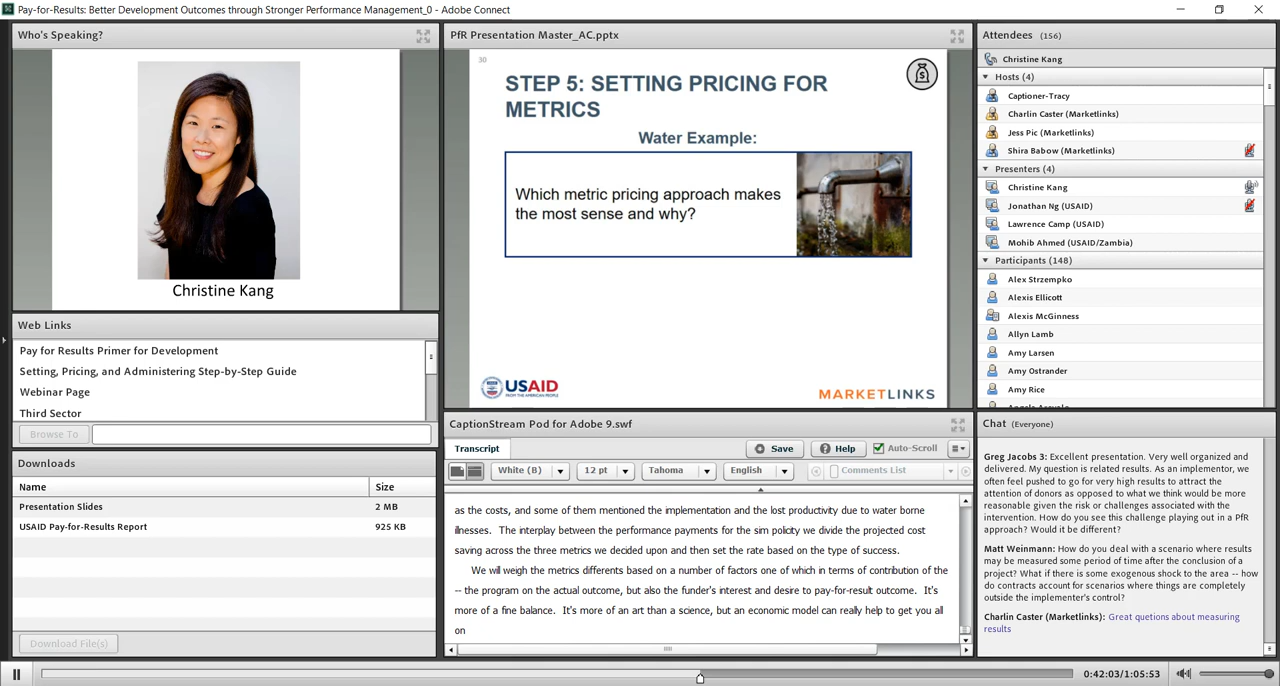 Pay-for-Results: Better Development Outcomes through Stronger Performance Management_0 - Adobe Connect
Who's Speaking?
Christine Kang
Web Links
Pay for Results Primer for Development
Setting, Pricing, and Administering Step-by-Step Guide
Webinar Page
Third Sector
Browse To
Downloads
Name Size
Presentation Slides 2 MB
USAID Pay-for-Results Report 925 KB
Download File(s)
PfR Presentation Master_AC.pptx
30
STEP 5: SETTING PRICING FOR
METRICS
Water Example:
Which metric pricing approach makes
the most sense and why?
USAID
FROM THE AMERICAN PEOPLE
MARKETLINKS
CaptionStream Pod for Adobe 9.swf
Transcript Save Help Auto-Scroll
White (B) 12 pt Tahoma English Comments List
as the costs, and some of them mentioned the implementation and the lost productivity due to water borne
illnesses. The interplay between the performance payments for the sim policity we divide the projected cost
saving across the three metrics we decided upon and then set the rate based on the type of success.
We will weigh the metrics differents based on a number of factors one of which in terms of contribution of the
-- the program on the actual outcome, but also the funder's interest and desire to pay-for-result outcome. It's
more of a fine balance. It's more of an art than a science, but an economic model can really help to get you all
on
Attendees (156)
Christine Kang
Hosts (4)
Captioner-Tracy
Charlin Caster (Marketlinks)
Jess Pic (Marketlinks)
Shira Babow (Marketlinks)
Presenters (4)
Christine Kang
Jonathan Ng (USAID)
Lawrence Camp (USAID)
Mohib Ahmed (USAID/Zambia)
Participants (148)
Alex Strzempko
Alexis Ellicott
Alexis McGinness
Allyn Lamb
Amy Larsen
Amy Ostrander
Amy Rice
Chat (Everyone)
Greg Jacobs 3: Excellent presentation. Very well organized and
delivered. My question is related results. As an implementor, we
often feel pushed to go for very high results to attract the
attention of donors as opposed to what we think would be more
reasonable given the risk or challenges associated with the
intervention. How do you see this challenge playing out in a PfR
approach? Would it be different?
Matt Weinmann: How do you deal with a scenario where results
may be measured some period of time after the conclusion of a
project? What if there is some exogenous shock to the area -- how
do contracts account for scenarios where things are completely
outside the implementer's control?
Charlin Caster (Marketlinks): Great quetions about measuring
results
0:42:03/1:05:53